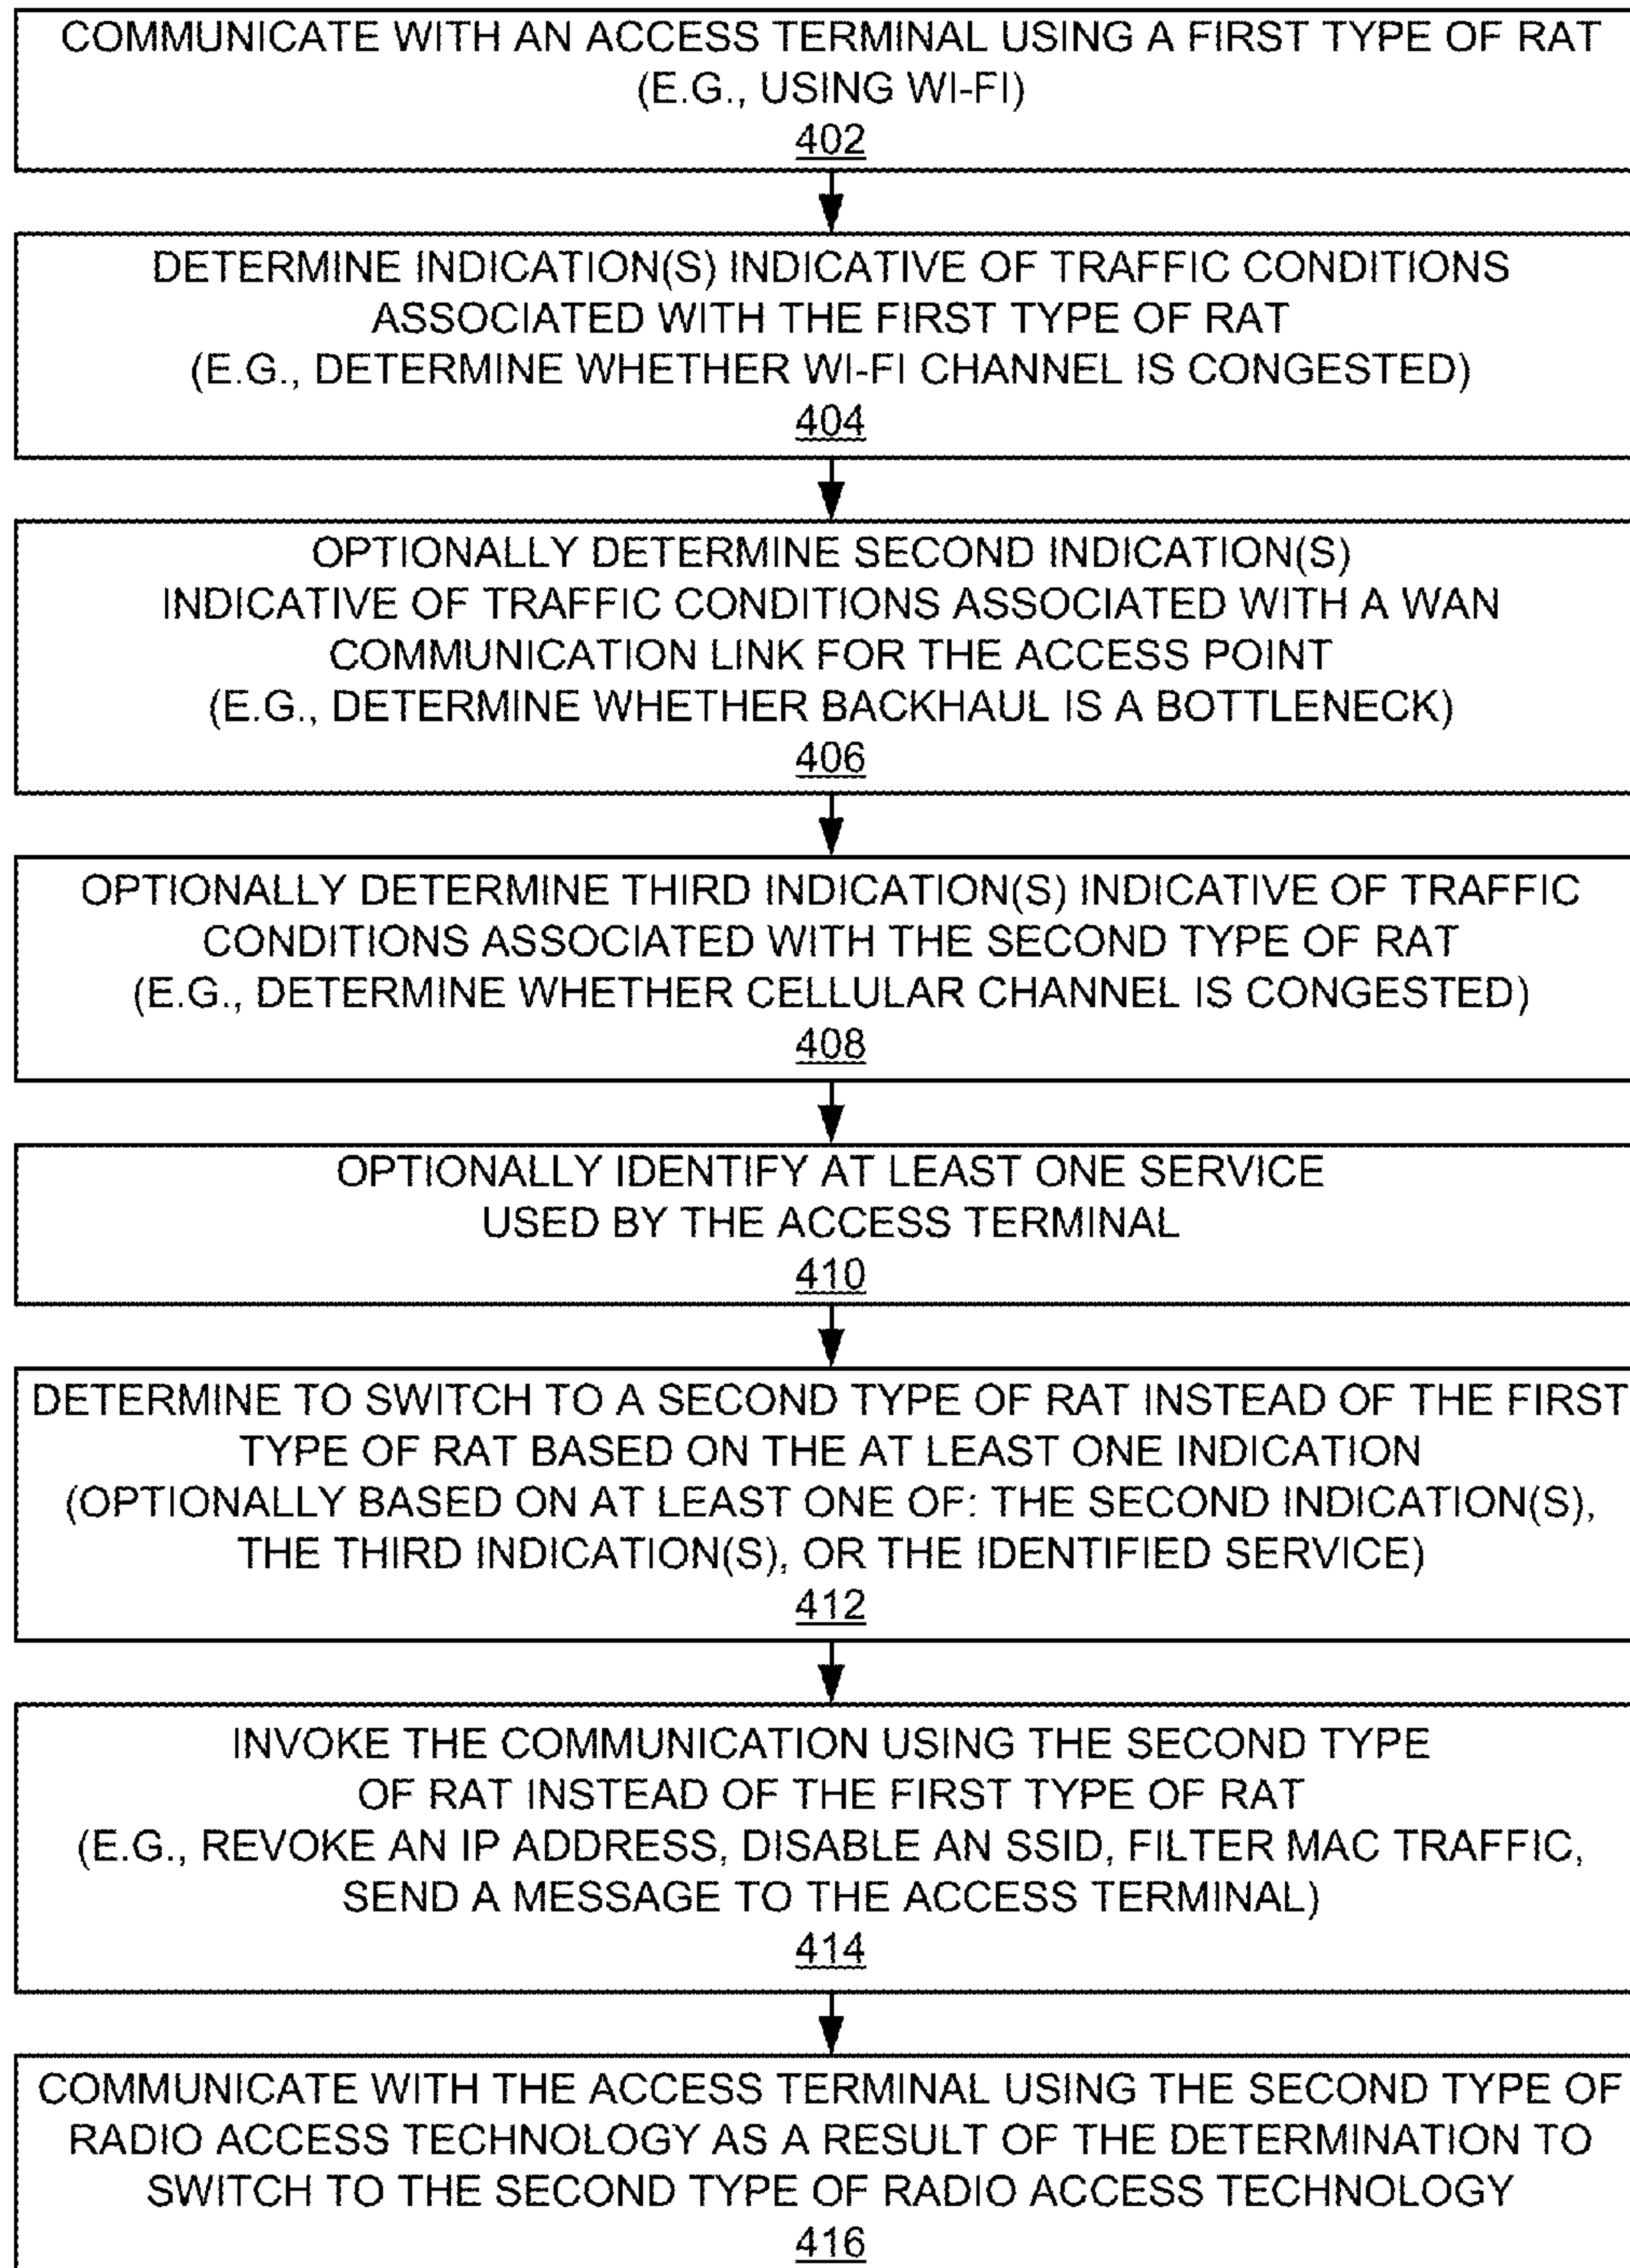 COMMUNICATE WITH AN ACCESS TERMINAL USING A FIRST TYPE OF RAT
(E.G., USING WI-FI)
402
DETERMINE INDICATION(S) INDICATIVE OF TRAFFIC CONDITIONS
ASSOCIATED WITH THE FIRST TYPE OF RAT
(E.G., DETERMINE WHETHER WI-FI CHANNEL IS CONGESTED)
404
OPTIONALLY DETERMINE SECOND INDICATION(S)
INDICATIVE OF TRAFFIC CONDITIONS ASSOCIATED WITH A WAN
COMMUNICATION LINK FOR THE ACCESS POINT
(E.G., DETERMINE WHETHER BACKHAUL IS A BOTTLENECK)
406
OPTIONALLY DETERMINE THIRD INDICATION(S) INDICATIVE OF TRAFFIC
CONDITIONS ASSOCIATED WITH THE SECOND TYPE OF RAT
(E.G., DETERMINE WHETHER CELLULAR CHANNEL IS CONGESTED)
408
OPTIONALLY IDENTIFY AT LEAST ONE SERVICE
USED BY THE ACCESS TERMINAL
410
DETERMINE TO SWITCH TO A SECOND TYPE OF RAT INSTEAD OF THE FIRST
TYPE OF RAT BASED ON THE AT LEAST ONE INDICATION
(OPTIONALLY BASED ON AT LEAST ONE OF: THE SECOND INDICATION(S),
THE THIRD INDICATION(S), OR THE IDENTIFIED SERVICE)
412
INVOKE THE COMMUNICATION USING THE SECOND TYPE
OF RAT INSTEAD OF THE FIRST TYPE OF RAT
(E.G., REVOKE AN IP ADDRESS, DISABLE AN SSID, FILTER MAC TRAFFIC,
SEND A MESSAGE TO THE ACCESS TERMINAL)
414
COMMUNICATE WITH THE ACCESS TERMINAL USING THE SECOND TYPE OF
RADIO ACCESS TECHNOLOGY AS A RESULT OF THE DETERMINATION TO
SWITCH TO THE SECOND TYPE OF RADIO ACCESS TECHNOLOGY
416